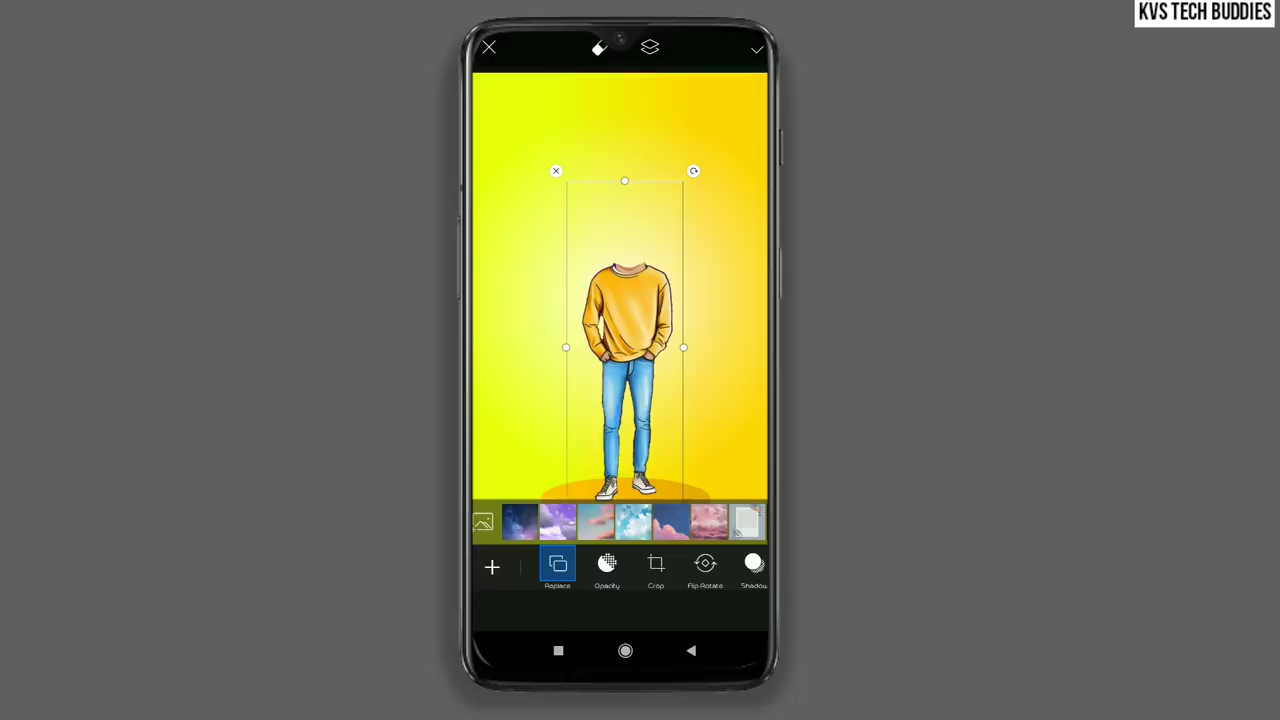 KVS TECH BUDDIES
Replace
Opacity
Crop
Flip-Rotate
Shadow